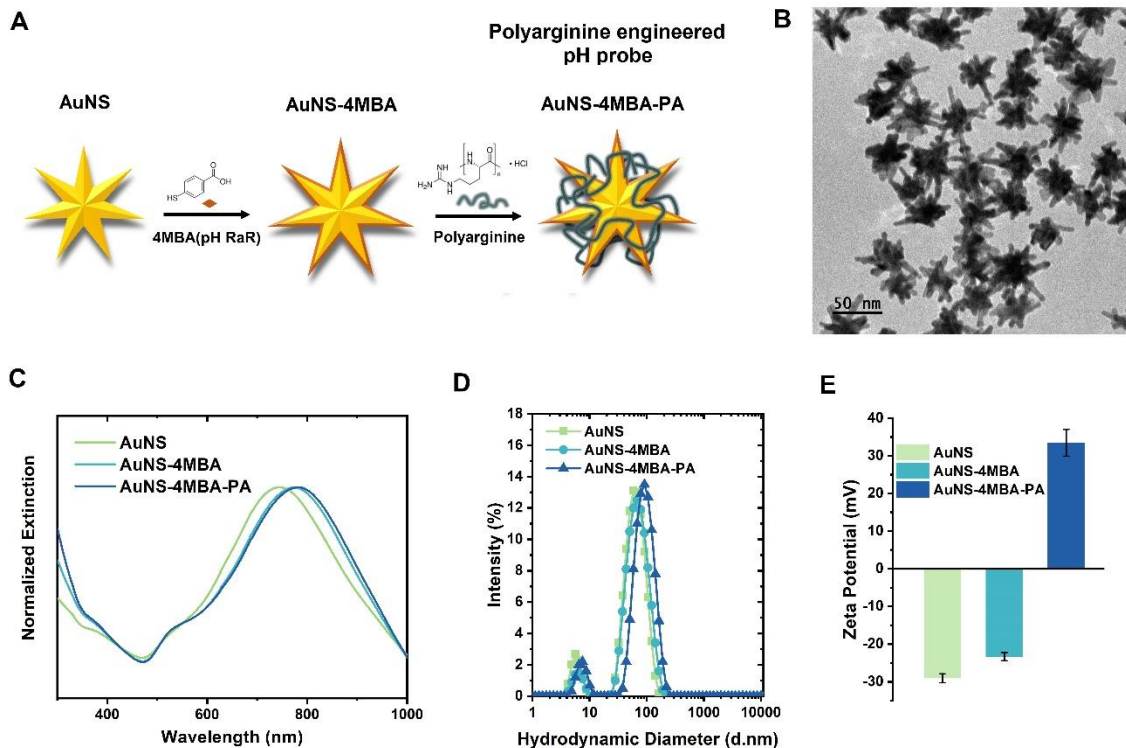 A
Polyarginine engineered
pH probe
AuNS
AuNS-4MBA
AuNS-4MBA-PA
O
OH
HS
4MBA(pH RaR)
NH
H₂N
N
H
H
N
O
n
· HCl
Polyarginine
B
50 nm
C
Normalized Extinction
AuNS
AuNS-4MBA
AuNS-4MBA-PA
400
600
800
1000
Wavelength (nm)
D
Intensity (%)
18
16
14
12
10
8
6
4
2
0
AuNS
AuNS-4MBA
AuNS-4MBA-PA
1
10
100
1000
10000
Hydrodynamic Diameter (d.nm)
E
Zeta Potential (mV)
40
30
20
10
0
-10
-20
-30
AuNS
AuNS-4MBA
AuNS-4MBA-PA